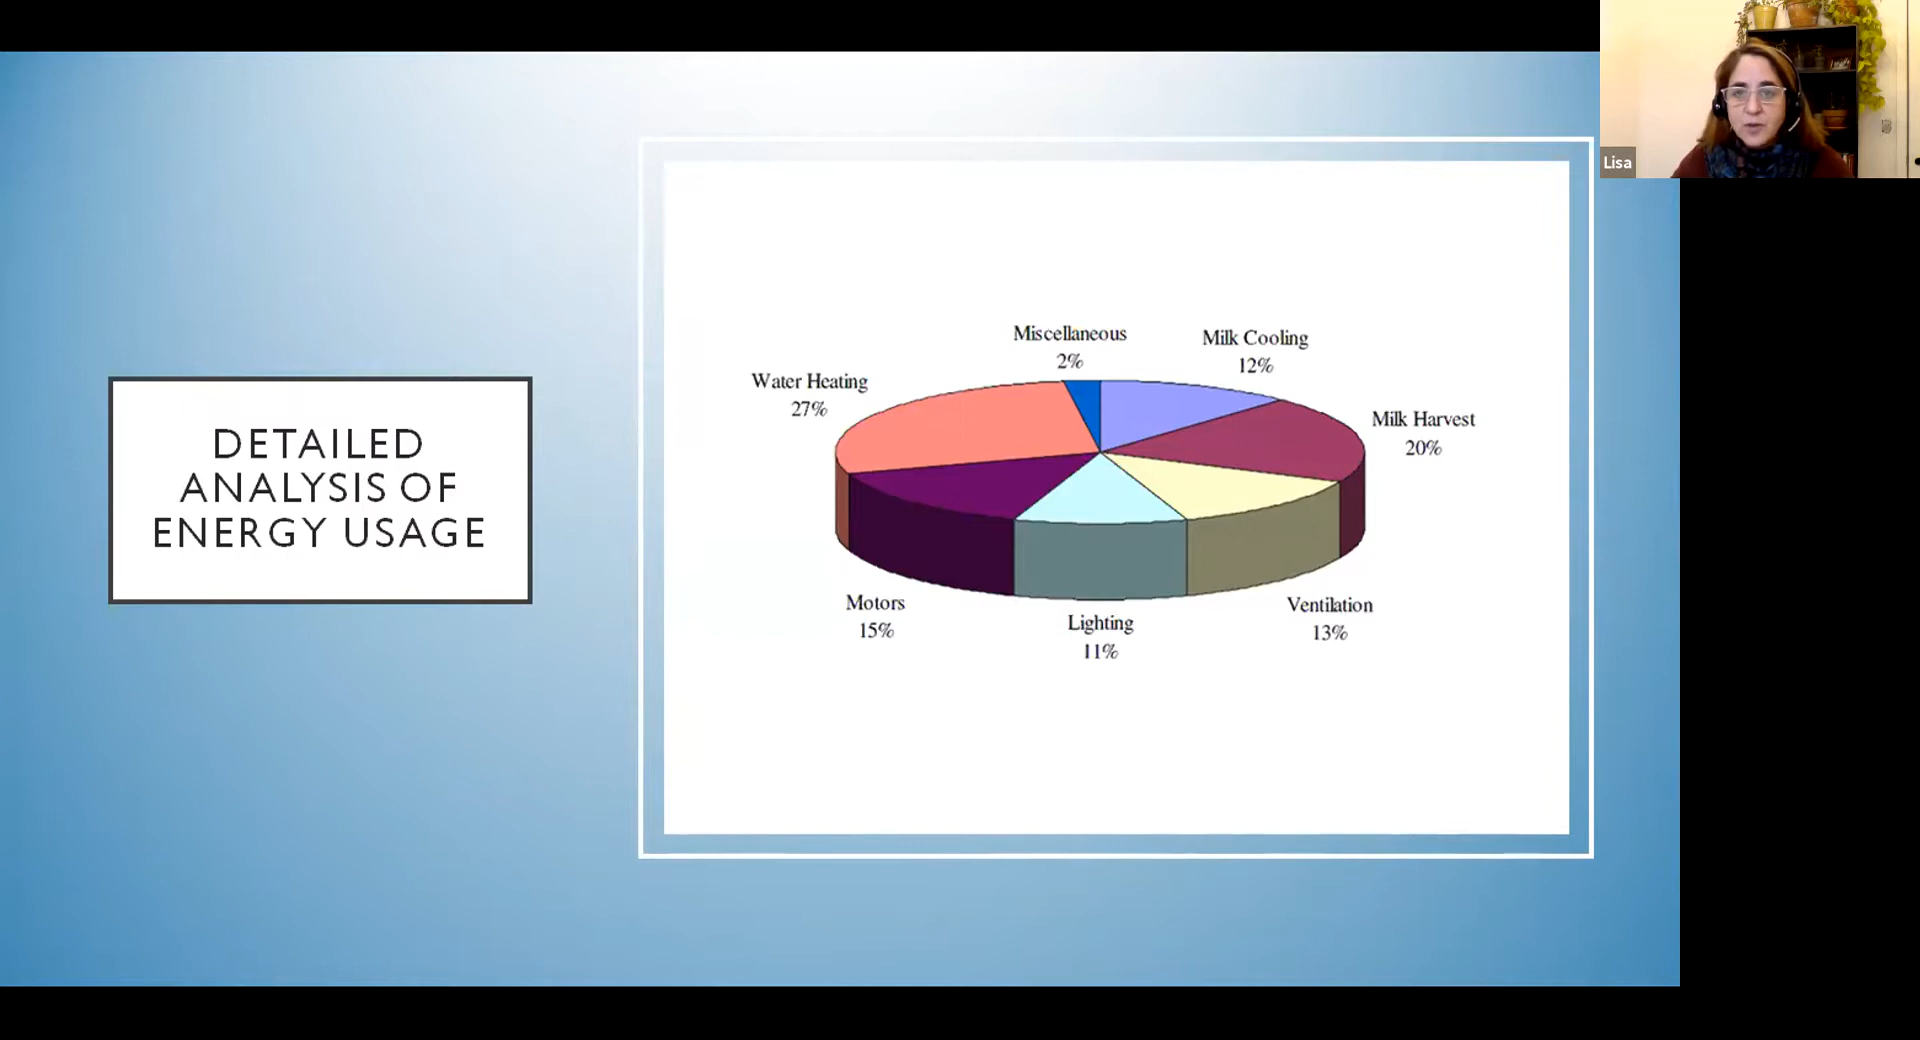 Lisa
DETAILED
ANALYSIS OF
ENERGY USAGE
Miscellaneous
2%
Milk Cooling
12%
Water Heating
27%
Milk Harvest
20%
Motors
15%
Lighting
11%
Ventilation
13%